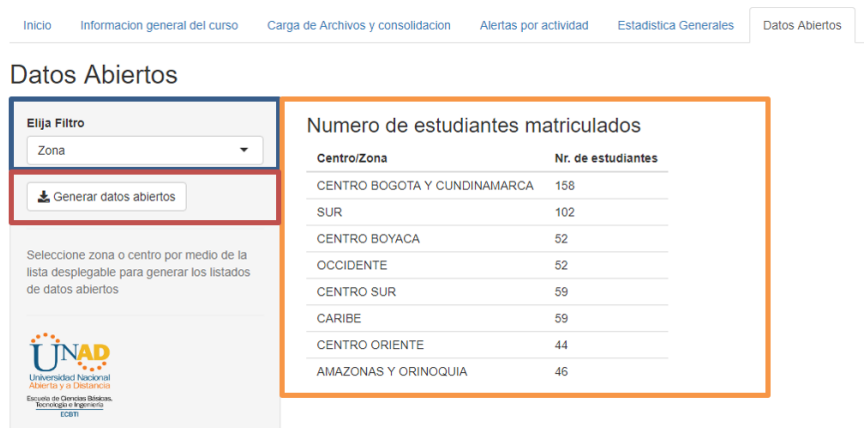 Inicio Informacion general del curso Carga de Archivos y consolidacion Alertas por actividad Estadistica Generales Datos Abiertos
Datos Abiertos
Elija Filtro
Zona
Generar datos abiertos
Seleccione zona o centro por medio de la
lista desplegable para generar los listados
de datos abiertos
UNAD
Universidad Nacional
Abierta y a Distancia
Escuela de Ciencias Básicas,
Tecnología e Ingeniería
ECBTI
Numero de estudiantes matriculados
Centro/Zona Nr. de estudiantes
CENTRO BOGOTA Y CUNDINAMARCA 158
SUR 102
CENTRO BOYACA 52
OCCIDENTE 52
CENTRO SUR 59
CARIBE 59
CENTRO ORIENTE 44
AMAZONAS Y ORINOQUIA 46